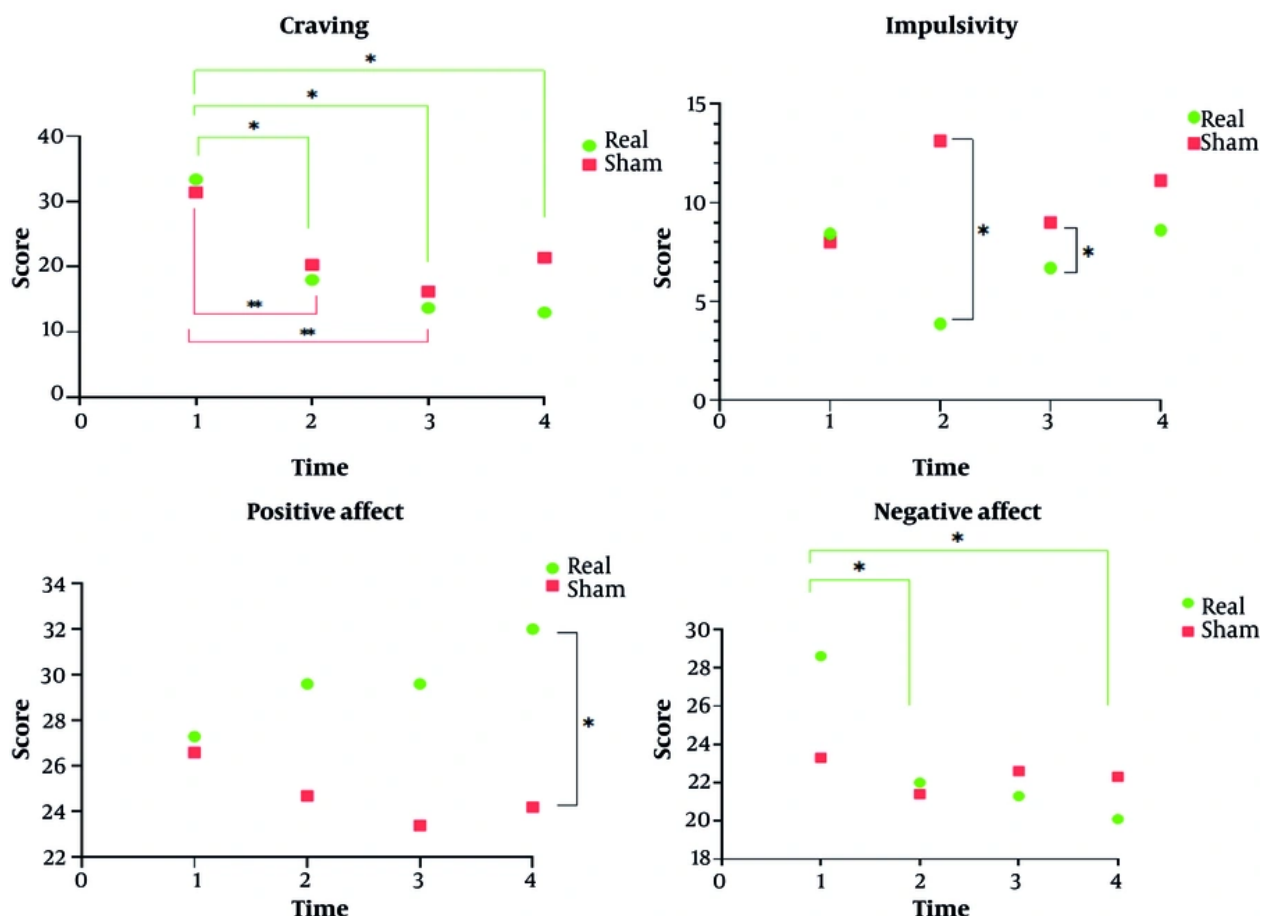 Craving
*
*
*
40
30
20
10
0
Score
Real
Sham
**
**
0 1 2 3 4
Time
Impulsivity
15
10
5
0
Score
Real
Sham
*
*
0 1 2 3 4
Time
Positive affect
34
32
30
28
26
24
22
Score
Real
Sham
*
0 1 2 3 4
Time
Negative affect
*
*
30
28
26
24
22
20
18
Score
Real
Sham
0 1 2 3 4
Time